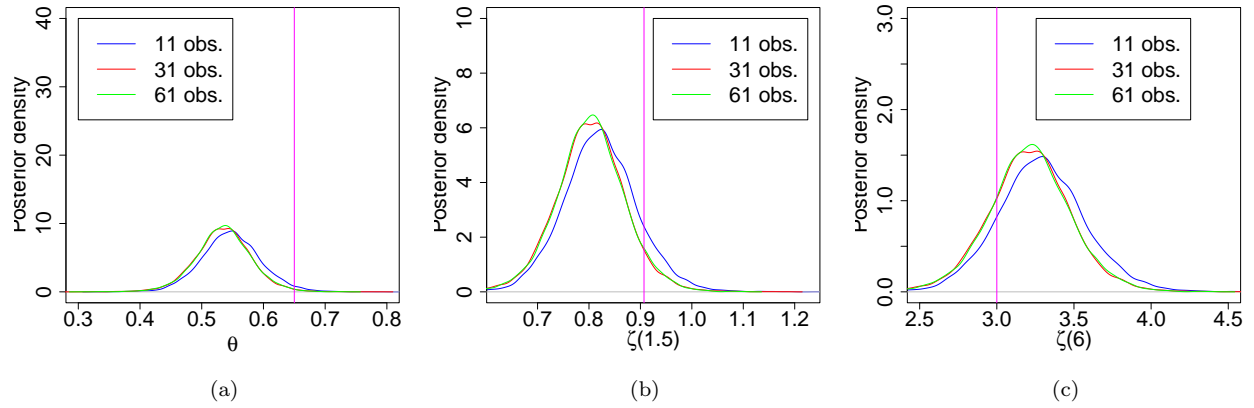 Posterior density
0
10
20
30
40
0.3
0.4
0.5
0.6
0.7
0.8
θ
11 obs.
31 obs.
61 obs.
(a)
Posterior density
0
2
4
6
8
10
0.7
0.8
0.9
1.0
1.1
1.2
ζ(1.5)
11 obs.
31 obs.
61 obs.
(b)
Posterior density
0.0
1.0
2.0
3.0
2.5
3.0
3.5
4.0
4.5
ζ(6)
11 obs.
31 obs.
61 obs.
(c)